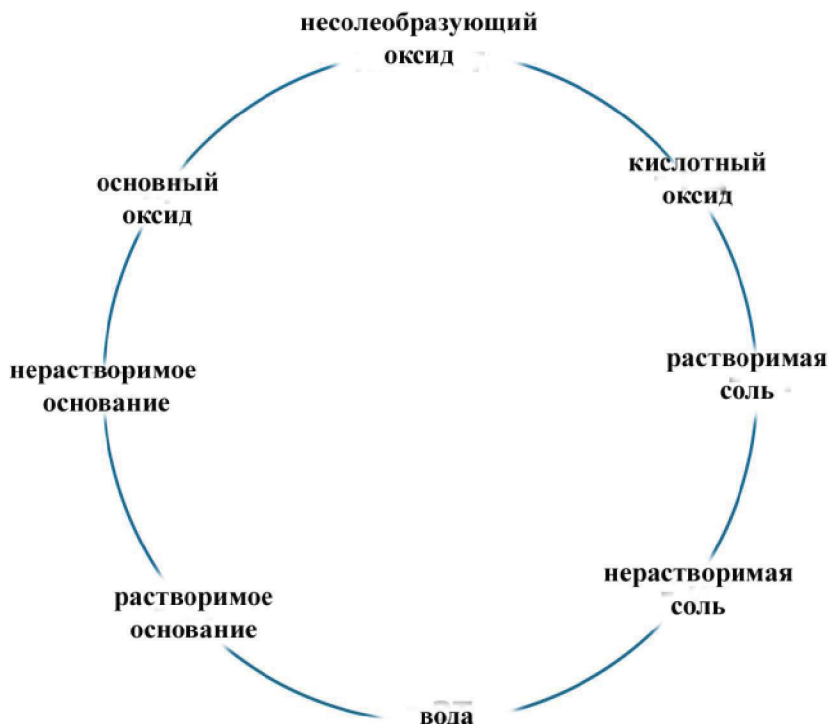 несолеобразующий
оксид
кислотный
оксид
основный
оксид
растворимая
соль
нерастворимое
основание
нерастворимая
соль
растворимое
основание
вода